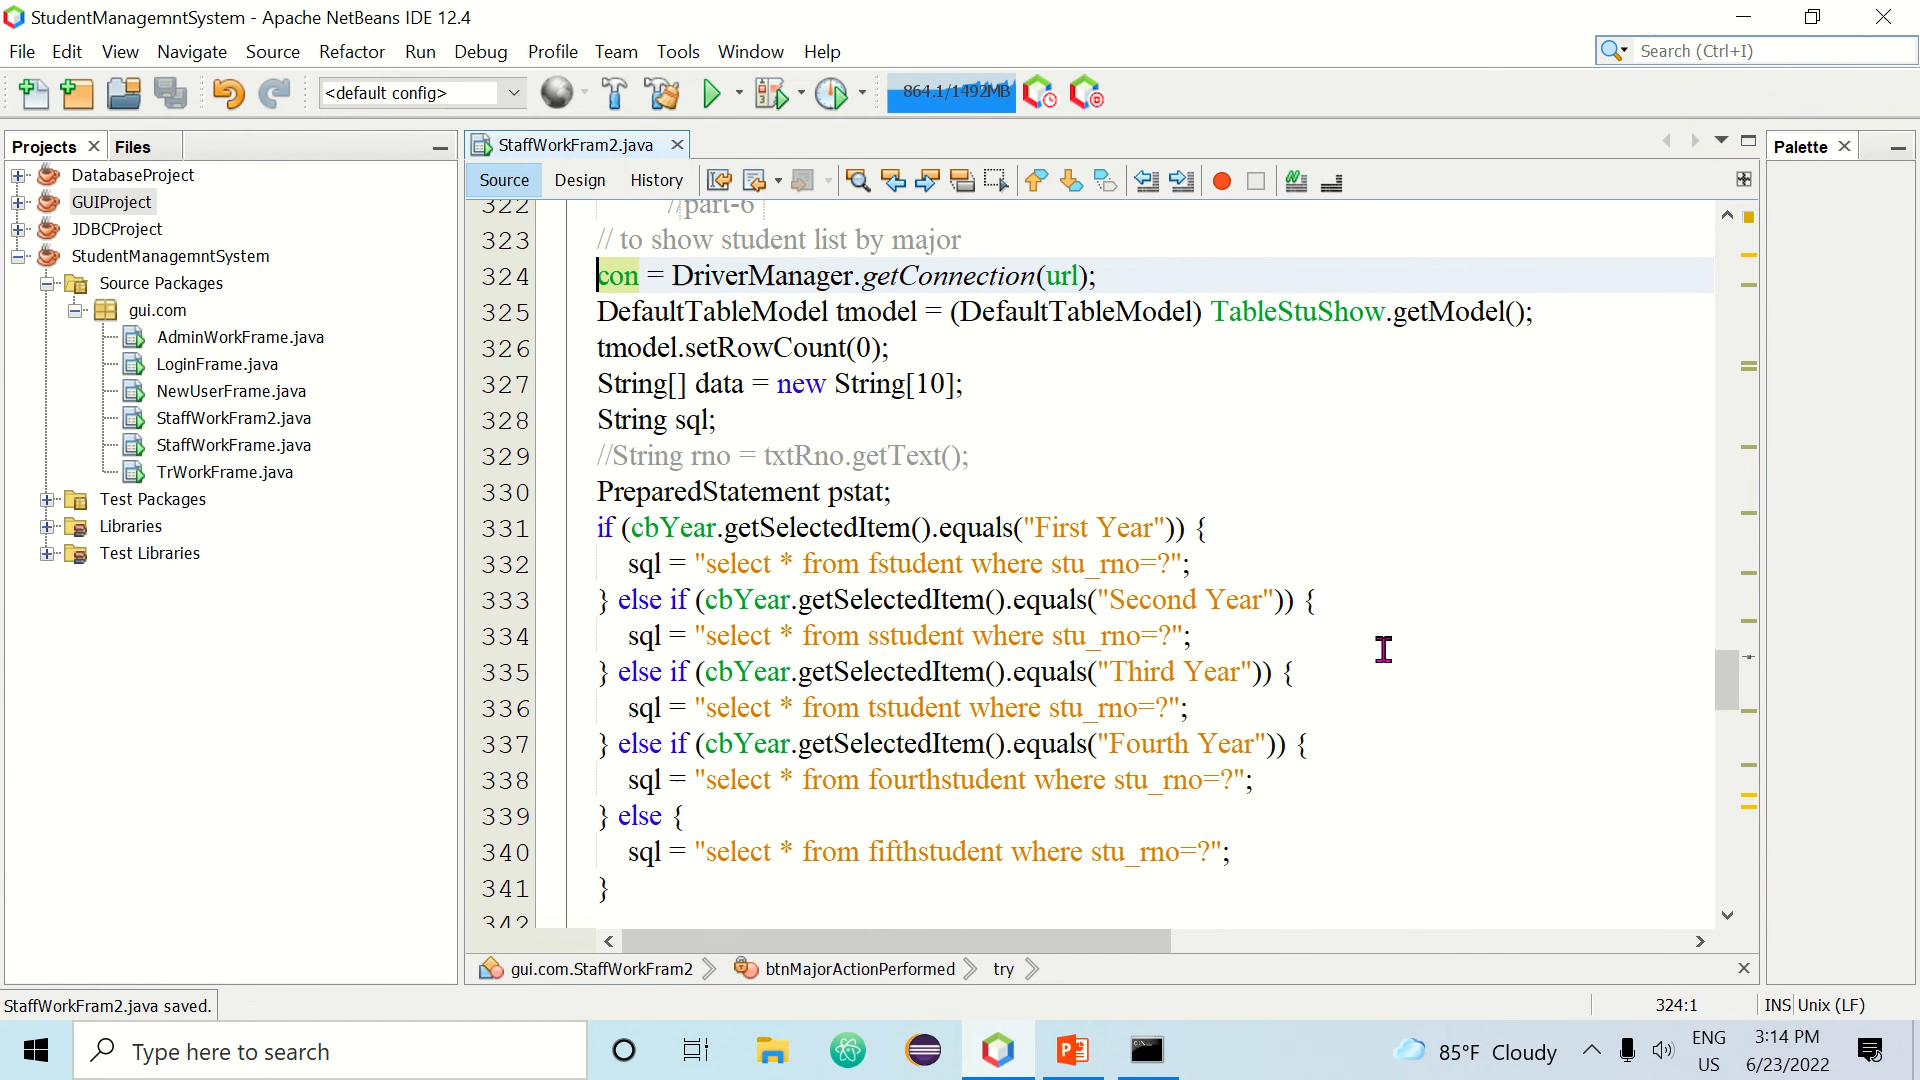 StudentManagemntSystem - Apache NetBeans IDE 12.4
File Edit View Navigate Source Refactor Run Debug Profile Team Tools Window Help
Search (Ctrl+I)
<default config>
864.1/1492MB
Projects
Files
DatabaseProject
GUIProject
JDBCProject
StudentManagemntSystem
Source Packages
gui.com
AdminWorkFrame.java
LoginFrame.java
NewUserFrame.java
StaffWorkFram2.java
StaffWorkFrame.java
TrWorkFrame.java
Test Packages
Libraries
Test Libraries
StaffWorkFram2.java
Source Design History
Palette
322 //part-6
323 // to show student list by major
324 con = DriverManager.getConnection(url);
325 DefaultTableModel tmodel = (DefaultTableModel) TableStuShow.getModel();
326 tmodel.setRowCount(0);
327 String[] data = new String[10];
328 String sql;
329 //String rno = txtRno.getText();
330 PreparedStatement pstat;
331 if (cbYear.getSelectedItem().equals("First Year")) {
332 sql = "select * from fstudent where stu_rno=?";
333 } else if (cbYear.getSelectedItem().equals("Second Year")) {
334 sql = "select * from sstudent where stu_rno=?";
335 } else if (cbYear.getSelectedItem().equals("Third Year")) {
336 sql = "select * from tstudent where stu_rno=?";
337 } else if (cbYear.getSelectedItem().equals("Fourth Year")) {
338 sql = "select * from fourthstudent where stu_rno=?";
339 } else {
340 sql = "select * from fifthstudent where stu_rno=?";
341 }
342
gui.com.StaffWorkFram2 btnMajorActionPerformed try
StaffWorkFram2.java saved.
324:1 INS Unix (LF)
Type here to search
85°F Cloudy
ENG
US
3:14 PM
6/23/2022